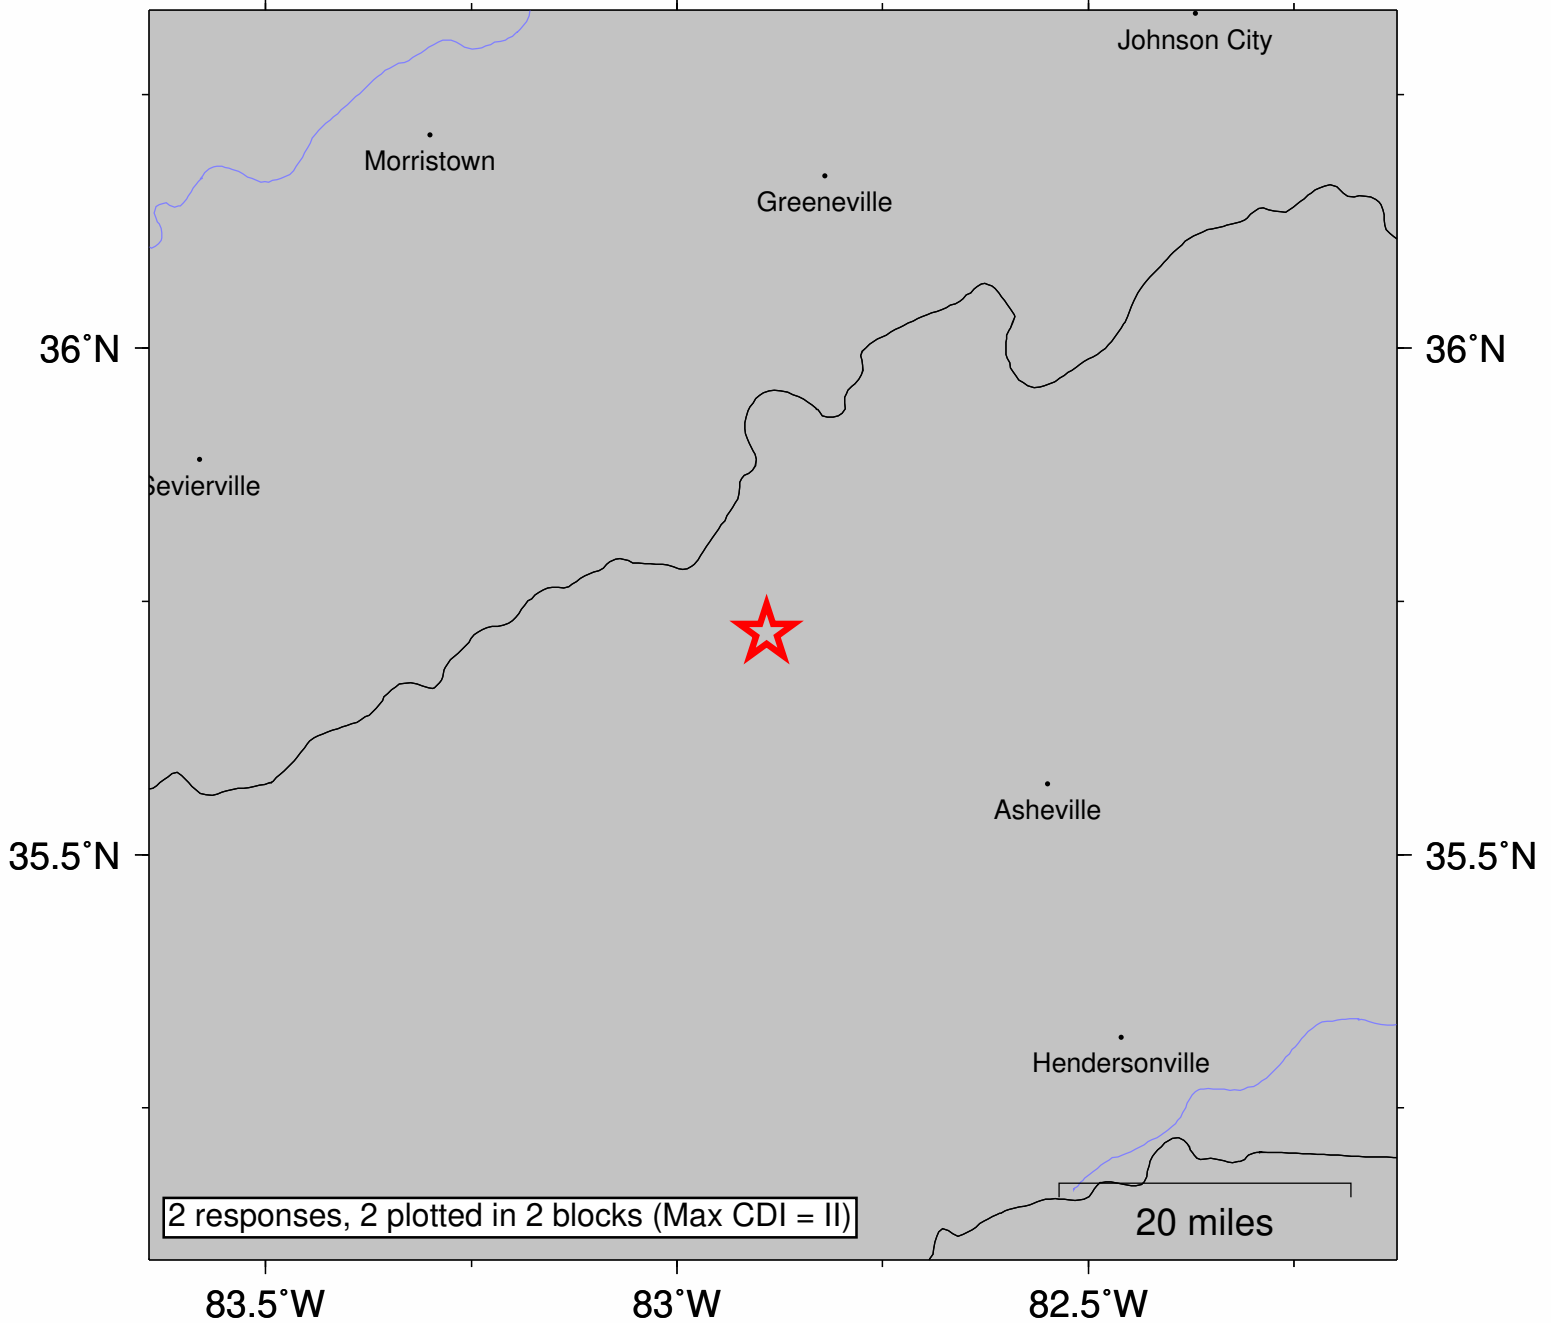 Johnson City
Morristown
Greeneville
36°N
36°N
Sevierville
Asheville
35.5°N
35.5°N
Hendersonville
2 responses, 2 plotted in 2 blocks (Max CDI = II)
20 miles
83.5°W
83°W
82.5°W